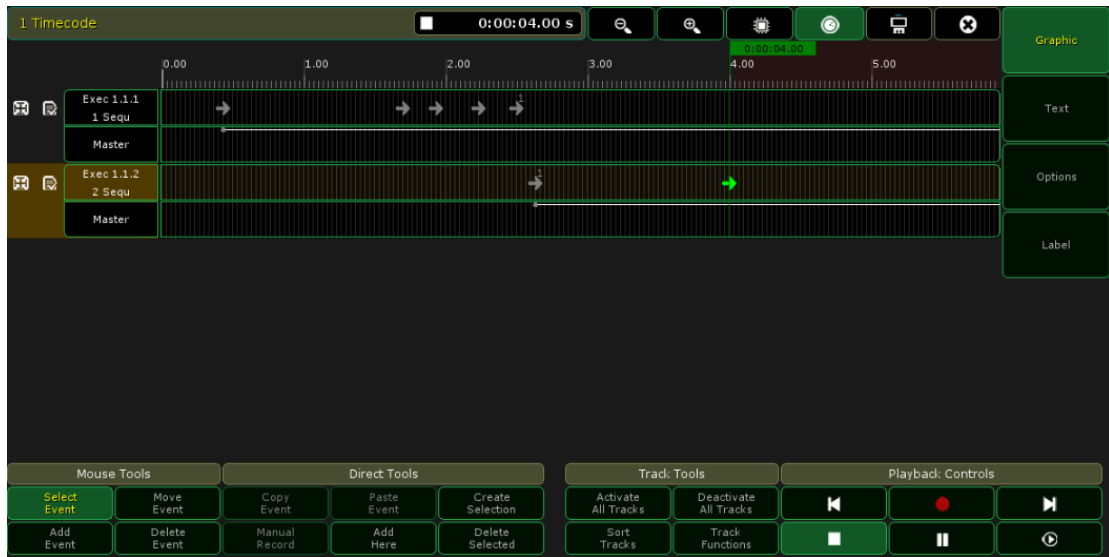 1 Timecode
0:00:04.00 s
Graphic
0:00:04.00
0.00 1.00 2.00 3.00 4.00 5.00
Exec 1.1.1
1 Sequ
1
Text
Master
Exec 1.1.2
2 Sequ
1
Options
Master
Label
Mouse Tools
Direct Tools
Track Tools
Playback Controls
Select
Event
Move
Event
Copy
Event
Paste
Event
Create
Selection
Activate
All Tracks
Deactivate
All Tracks
Add
Event
Delete
Event
Manual
Record
Add
Here
Delete
Selected
Sort
Tracks
Track
Functions